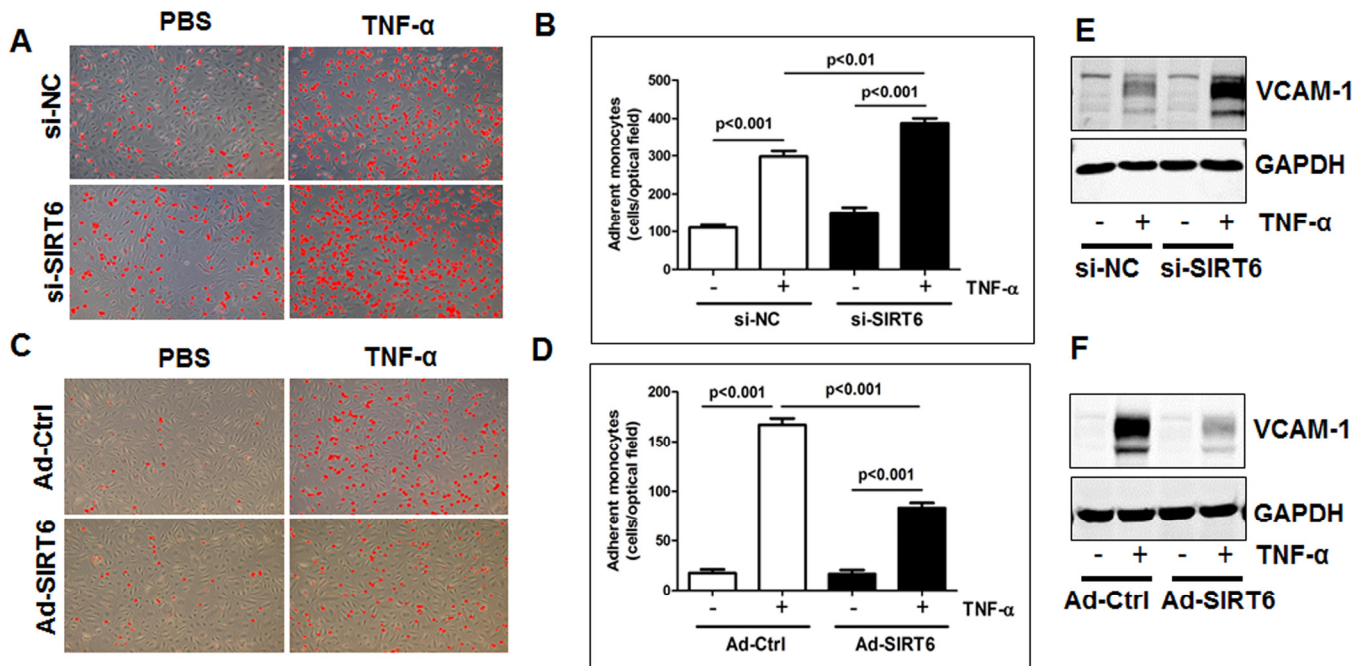 A
PBS
TNF-α
si-NC
si-SIRT6
B
Adherent monocytes
(cells/optical field)
500
400
300
200
100
0
p<0.001
p<0.01
p<0.001
-
+
-
+
TNF-α
si-NC
si-SIRT6
E
VCAM-1
GAPDH
-
+
-
+
TNF-α
si-NC
si-SIRT6
C
PBS
TNF-α
Ad-Ctrl
Ad-SIRT6
D
Adherent monocytes
(cells/optical field)
200
150
100
50
0
p<0.001
p<0.001
p<0.001
-
+
-
+
TNF-α
Ad-Ctrl
Ad-SIRT6
F
VCAM-1
GAPDH
-
+
-
+
TNF-α
Ad-Ctrl
Ad-SIRT6